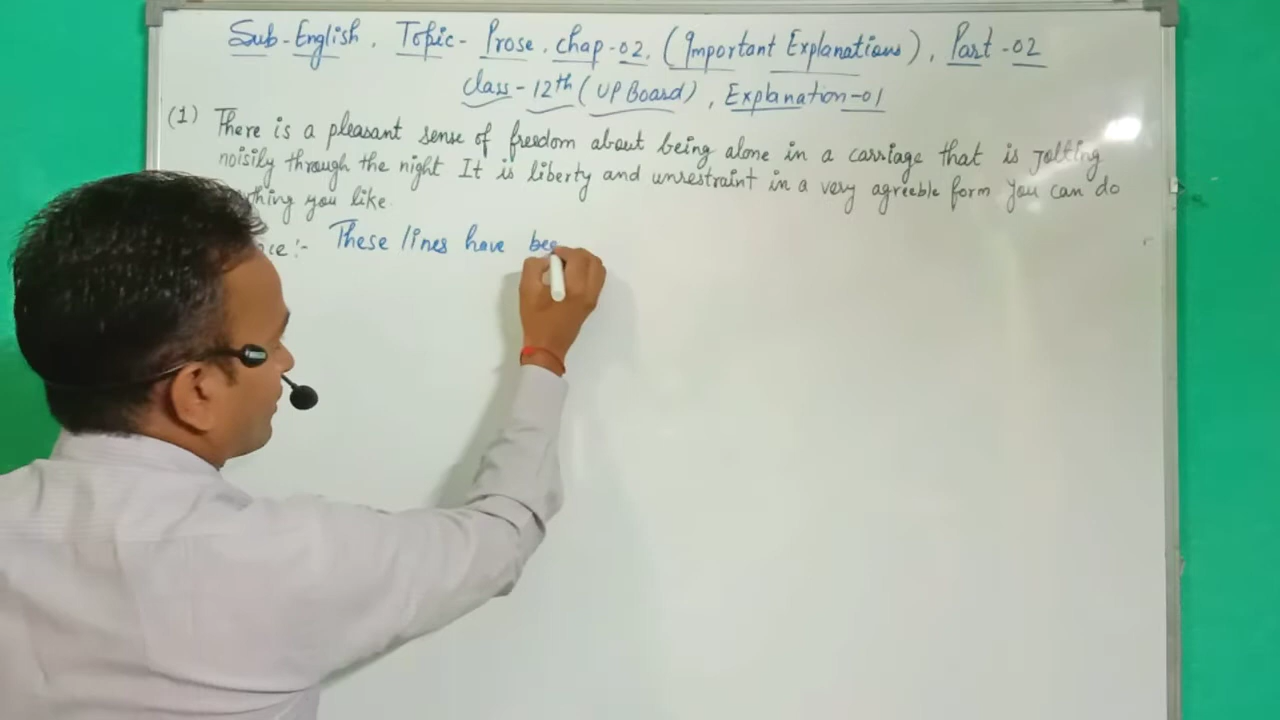 Sub-English. Topic- Prose. chap-02. (Important Explanations), Part-02
Class-12th (UP Board), Explanation-01
(1) There is a pleasant sense of freedom about being alone in a carriage that is jolting
noisily through the night It is liberty and unrestraint in a very agreeable form you can do
thing you like.
:- These lines have bee